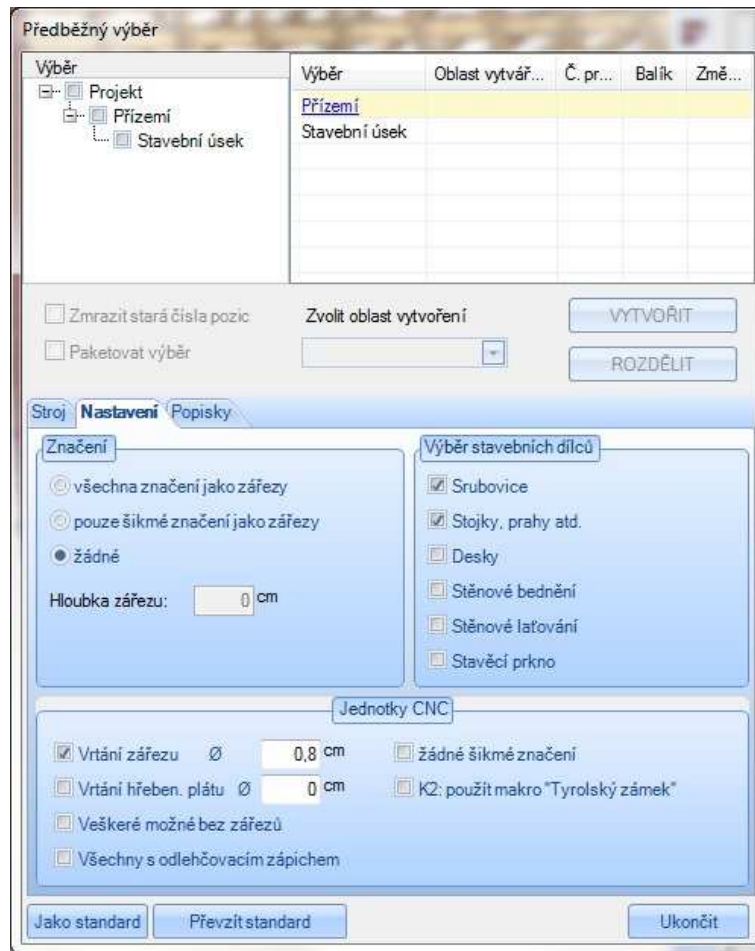 Předběžný výběr
Výběr
Projekt
Přízemí
Stavební úsek
Výběr Oblast vytvář... Č. pr... Balík Změ...
Přízemí
Stavební úsek
Zmrazit stará čísla pozic
Paketovat výběr
Zvolit oblast vytvoření
VYTVOŘIT
ROZDĚLIT
Stroj Nastavení Popisky
Značení
všechna značení jako zářezy
pouze šikmé značení jako zářezy
žádné
Hloubka zářezu: 0 cm
Výběr stavebních dílců
Srubovice
Stojky, prahy atd.
Desky
Stěnové bednění
Stěnové laťování
Stavěcí prkno
Jednotky CNC
Vrtání zářezu Ø 0,8 cm
Vrtání hřeben. plátu Ø 0 cm
Veškeré možné bez zářezů
Všechny s odlehčovacím zápichem
žádné šikmé značení
K2: použít makro "Tyrolský zámek"
Jako standard Převzít standard Ukončit